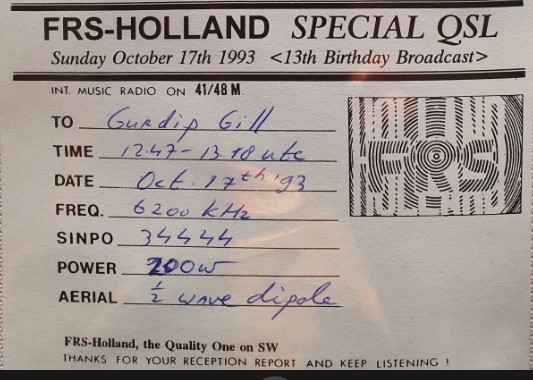 FRS-HOLLAND SPECIAL QSL
Sunday October 17th 1993 <13th Birthday Broadcast>
INT. MUSIC RADIO ON 41/48 M.
TO Gurdip Gill
TIME 12.47-13.18 utc
DATE Oct. 17th '93
FREQ. 6200 kHz
SINPO 34444
POWER 200w
AERIAL ½ wave dipole
FRS
FRS-Holland, the Quality One on SW
THANKS FOR YOUR RECEPTION REPORT AND KEEP LISTENING !